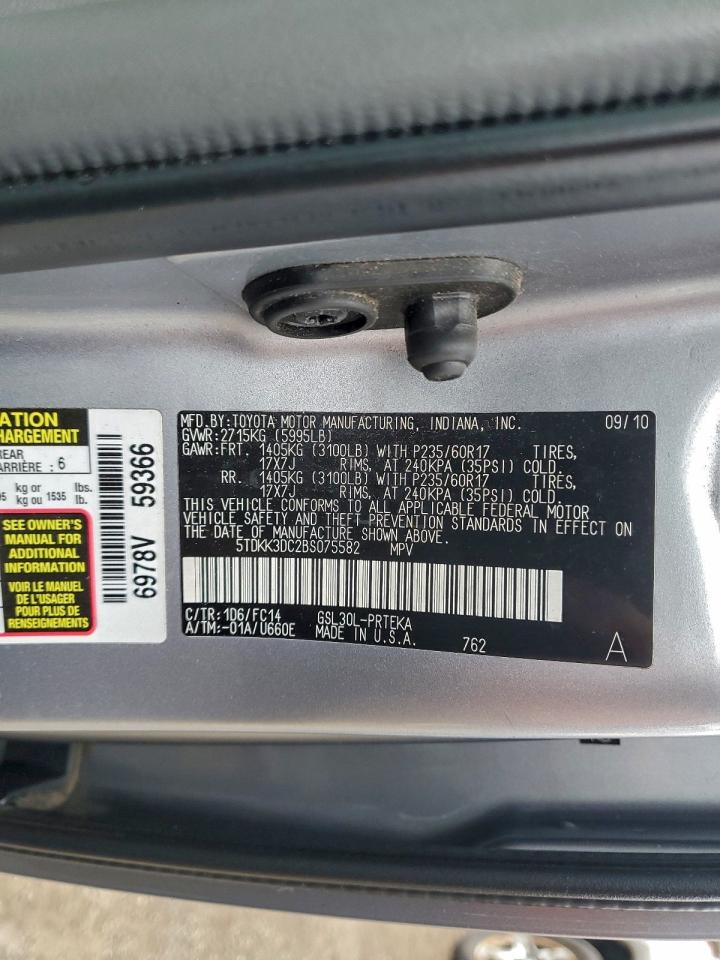 ATION
HARGEMENT
REAR
ARRIÈRE : 6
kg or lbs.
kg ou 1535 lb.
SEE OWNER'S
MANUAL FOR
ADDITIONAL
INFORMATION
VOIR LE MANUEL
DE L'USAGER
POUR PLUS DE
RENSEIGNEMENTS
6978V 59366
MFD.BY:TOYOTA MOTOR MANUFACTURING, INDIANA, INC. 09/10
GVWR:2715KG (5995LB)
GAWR:FRT. 1405KG (3100LB) WITH P235/60R17 TIRES,
17X7J RIMS, AT 240KPA (35PSI) COLD.
RR. 1405KG (3100LB) WITH P235/60R17 TIRES,
17X7J RIMS, AT 240KPA (35PSI) COLD.
THIS VEHICLE CONFORMS TO ALL APPLICABLE FEDERAL MOTOR
VEHICLE SAFETY AND THEFT PREVENTION STANDARDS IN EFFECT ON
THE DATE OF MANUFACTURE SHOWN ABOVE.
5TDKK3DC2BS075582 MPV
C/TR:1D6/FC14 GSL30L-PRTEKA
A/TM:-01A/U660E MADE IN U.S.A. 762 A